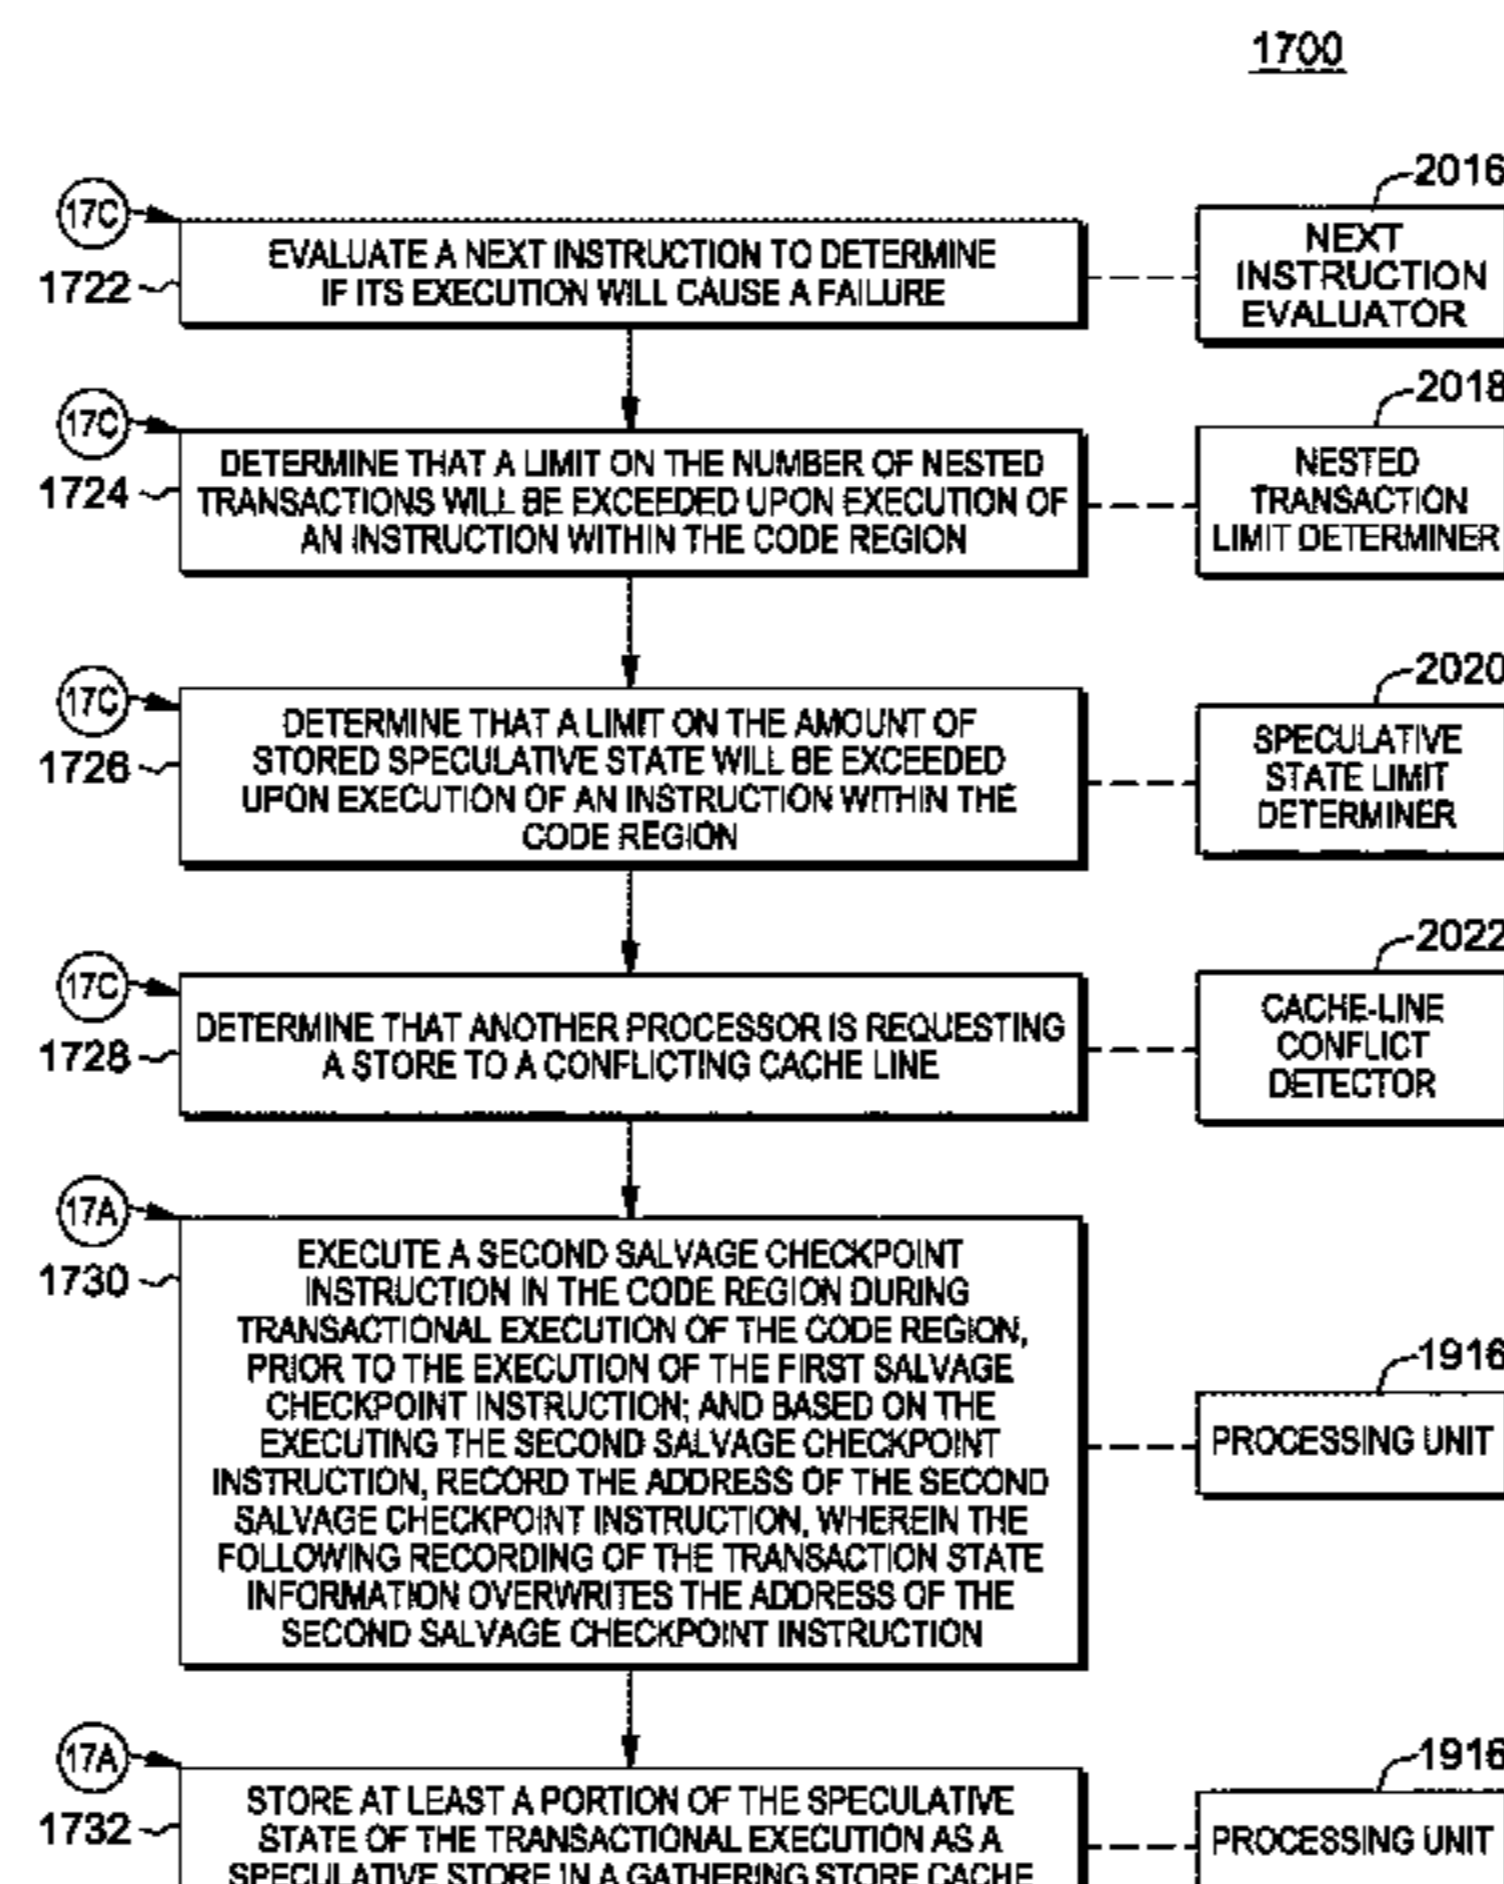 1700
17C
1722
EVALUATE A NEXT INSTRUCTION TO DETERMINE
IF ITS EXECUTION WILL CAUSE A FAILURE
2016
NEXT
INSTRUCTION
EVALUATOR
17C
1724
DETERMINE THAT A LIMIT ON THE NUMBER OF NESTED
TRANSACTIONS WILL BE EXCEEDED UPON EXECUTION OF
AN INSTRUCTION WITHIN THE CODE REGION
2018
NESTED
TRANSACTION
LIMIT DETERMINER
17C
1726
DETERMINE THAT A LIMIT ON THE AMOUNT OF
STORED SPECULATIVE STATE WILL BE EXCEEDED
UPON EXECUTION OF AN INSTRUCTION WITHIN THE
CODE REGION
2020
SPECULATIVE
STATE LIMIT
DETERMINER
17C
1728
DETERMINE THAT ANOTHER PROCESSOR IS REQUESTING
A STORE TO A CONFLICTING CACHE LINE
2022
CACHE-LINE
CONFLICT
DETECTOR
17A
1730
EXECUTE A SECOND SALVAGE CHECKPOINT
INSTRUCTION IN THE CODE REGION DURING
TRANSACTIONAL EXECUTION OF THE CODE REGION,
PRIOR TO THE EXECUTION OF THE FIRST SALVAGE
CHECKPOINT INSTRUCTION; AND BASED ON THE
EXECUTING THE SECOND SALVAGE CHECKPOINT
INSTRUCTION, RECORD THE ADDRESS OF THE SECOND
SALVAGE CHECKPOINT INSTRUCTION, WHEREIN THE
FOLLOWING RECORDING OF THE TRANSACTION STATE
INFORMATION OVERWRITES THE ADDRESS OF THE
SECOND SALVAGE CHECKPOINT INSTRUCTION
1916
PROCESSING UNIT
17A
1732
STORE AT LEAST A PORTION OF THE SPECULATIVE
STATE OF THE TRANSACTIONAL EXECUTION AS A
SPECULATIVE STORE IN A GATHERING STORE CACHE
1916
PROCESSING UNIT